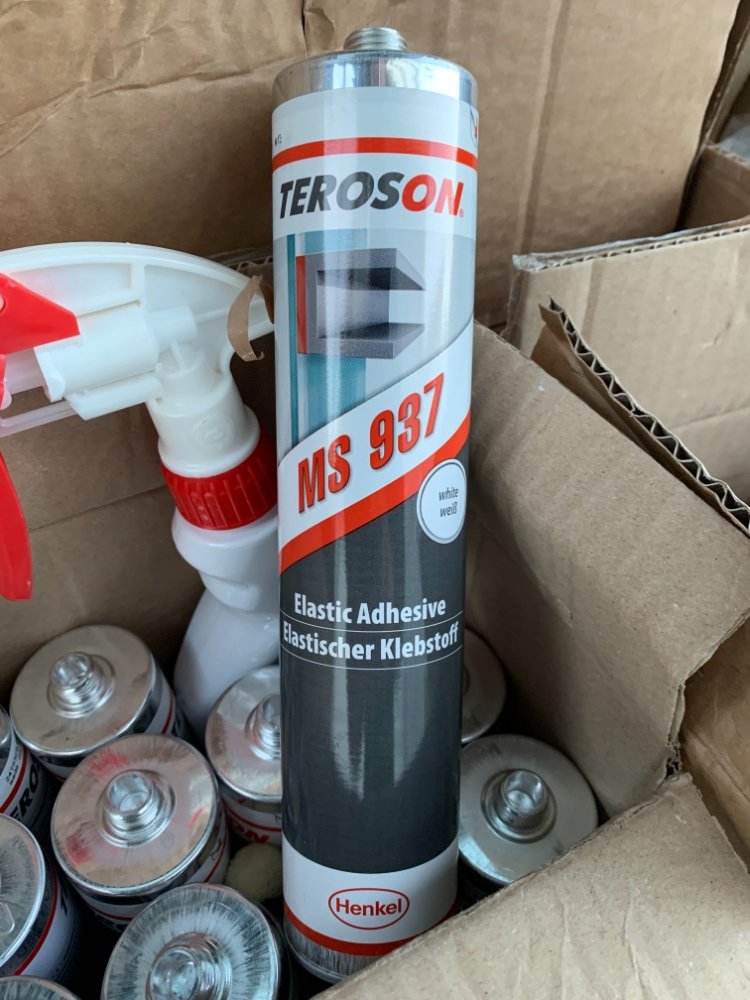 TEROSON®
MS 937
white
weiß
Elastic Adhesive
Elastischer Klebstoff
Henkel